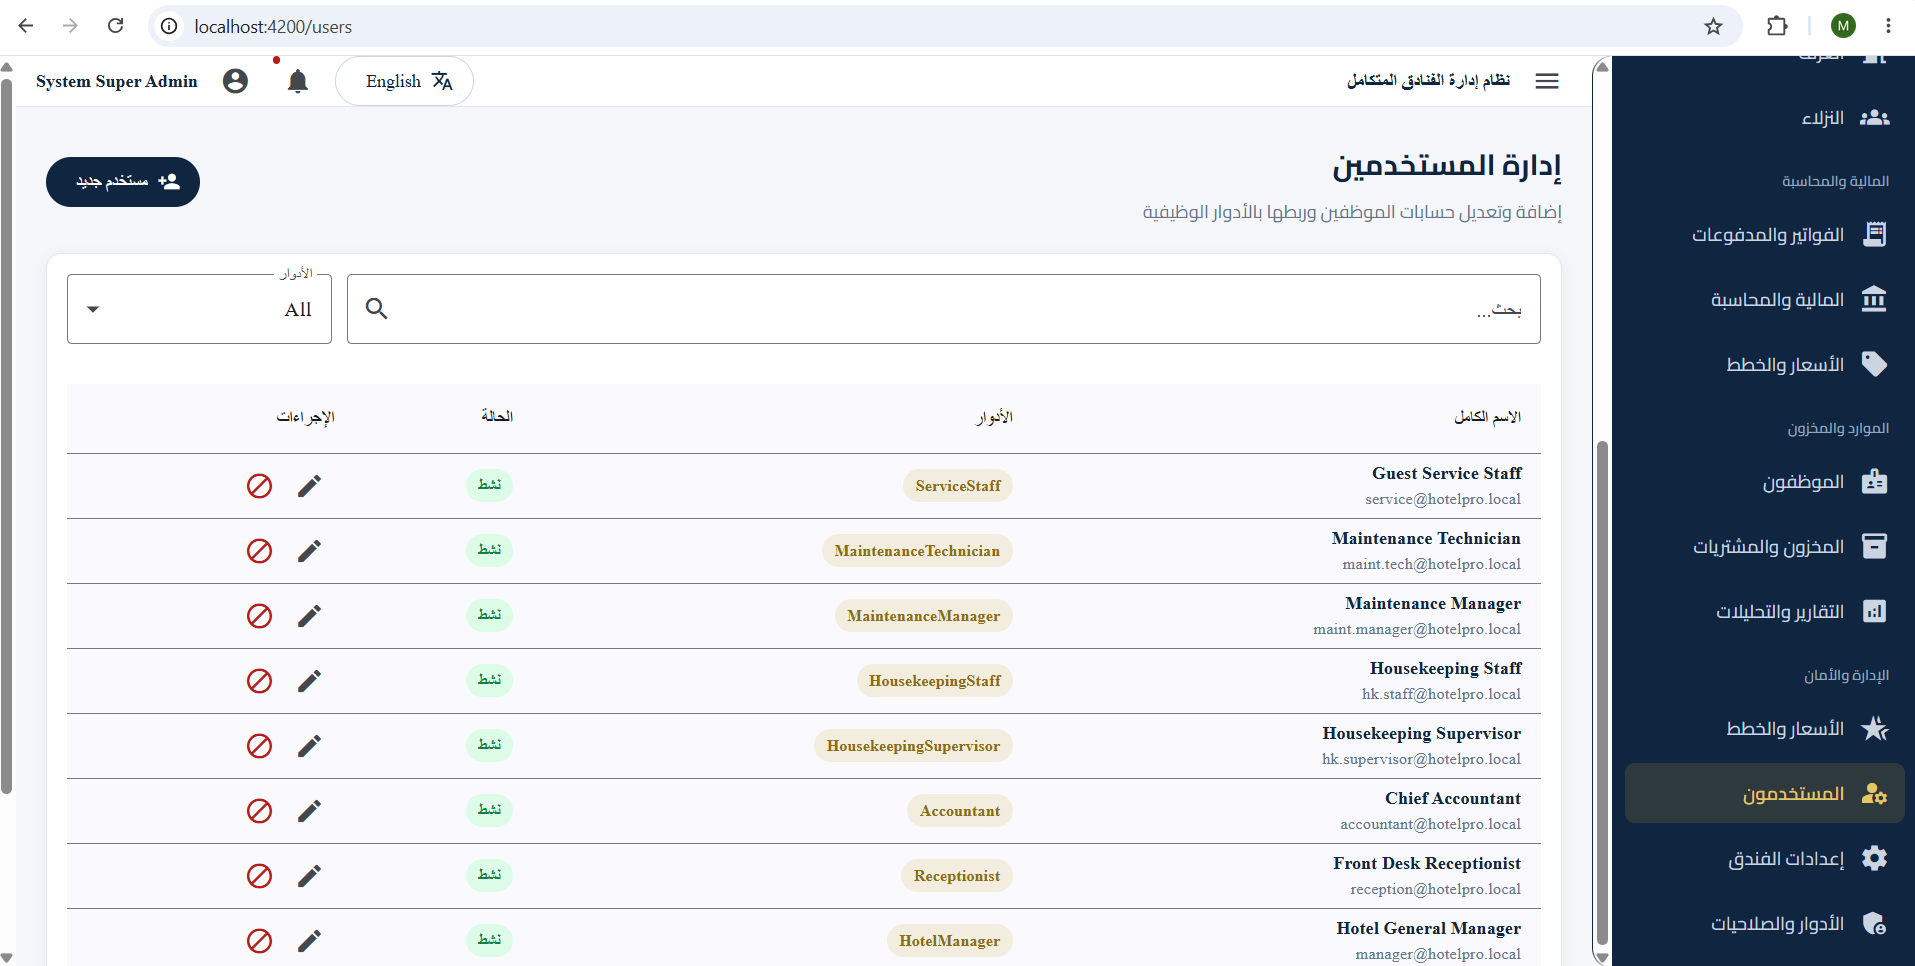 localhost:4200/users
M
System Super Admin
English
نظام إدارة الفنادق المتكامل
النزلاء
المالية والمحاسبة
الفواتير والمدفوعات
المالية والمحاسبة
الأسعار والخطط
الموارد والمخزون
الموظفون
المخزون والمشتريات
التقارير والتحليلات
الإدارة والأمان
الأسعار والخطط
المستخدمون
إعدادات الفندق
الأدوار والصلاحيات
إدارة المستخدمين
إضافة وتعديل حسابات الموظفين وربطها بالأدوار الوظيفية
مستخدم جديد
بحث...
الأدوار
All
الاسم الكامل الأدوار الحالة الإجراءات
Guest Service Staff
service@hotelpro.local
ServiceStaff
نشط
Maintenance Technician
maint.tech@hotelpro.local
MaintenanceTechnician
نشط
Maintenance Manager
maint.manager@hotelpro.local
MaintenanceManager
نشط
Housekeeping Staff
hk.staff@hotelpro.local
HousekeepingStaff
نشط
Housekeeping Supervisor
hk.supervisor@hotelpro.local
HousekeepingSupervisor
نشط
Chief Accountant
accountant@hotelpro.local
Accountant
نشط
Front Desk Receptionist
reception@hotelpro.local
Receptionist
نشط
Hotel General Manager
manager@hotelpro.local
HotelManager
نشط